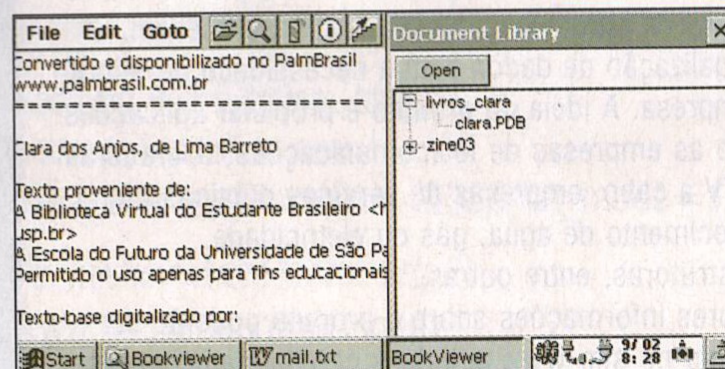 File Edit Goto
Convertido e disponibilizado no PalmBrasil
www.palmbrasil.com.br
Clara dos Anjos, de Lima Barreto
Texto proveniente de:
A Biblioteca Virtual do Estudante Brasileiro <h
usp.br>
A Escola do Futuro da Universidade de São Pa
Permitido o uso apenas para fins educacionais
Texto-base digitalizado por:
Document Library
Open
livros_clara
clara.PDB
zine03
Start Bookviewer mail.txt BookViewer 9/ 02
8: 28